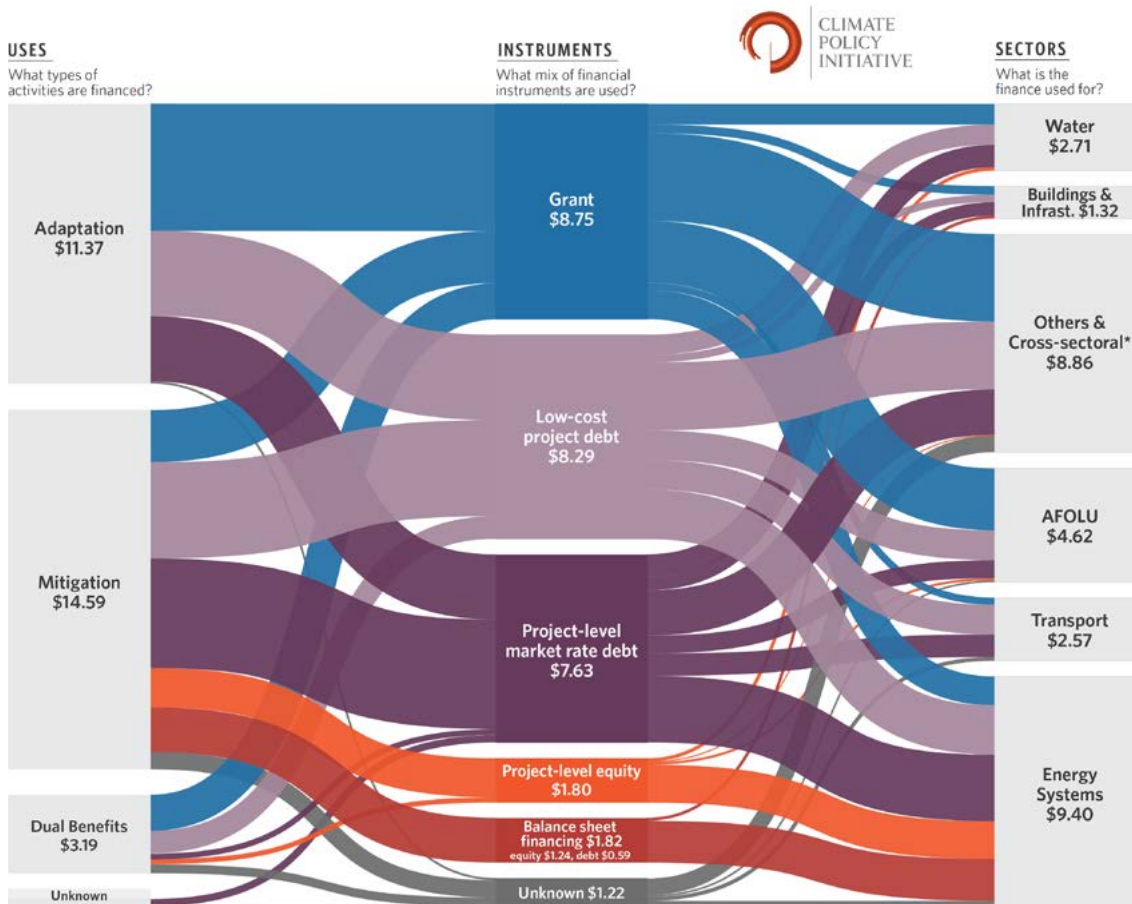 CLIMATE
POLICY
INITIATIVE
USES
What types of
activities are financed?
INSTRUMENTS
What mix of financial
instruments are used?
SECTORS
What is the
finance used for?
Adaptation
$11.37
Mitigation
$14.59
Dual Benefits
$3.19
Unknown
Grant
$8.75
Low-cost
project debt
$8.29
Project-level
market rate debt
$7.63
Project-level equity
$1.80
Balance sheet
financing $1.82
equity $1.24, debt $0.59
Unknown $1.22
Water
$2.71
Buildings &
Infrast. $1.32
Others &
Cross-sectoral*
$8.86
AFOLU
$4.62
Transport
$2.57
Energy
Systems
$9.40